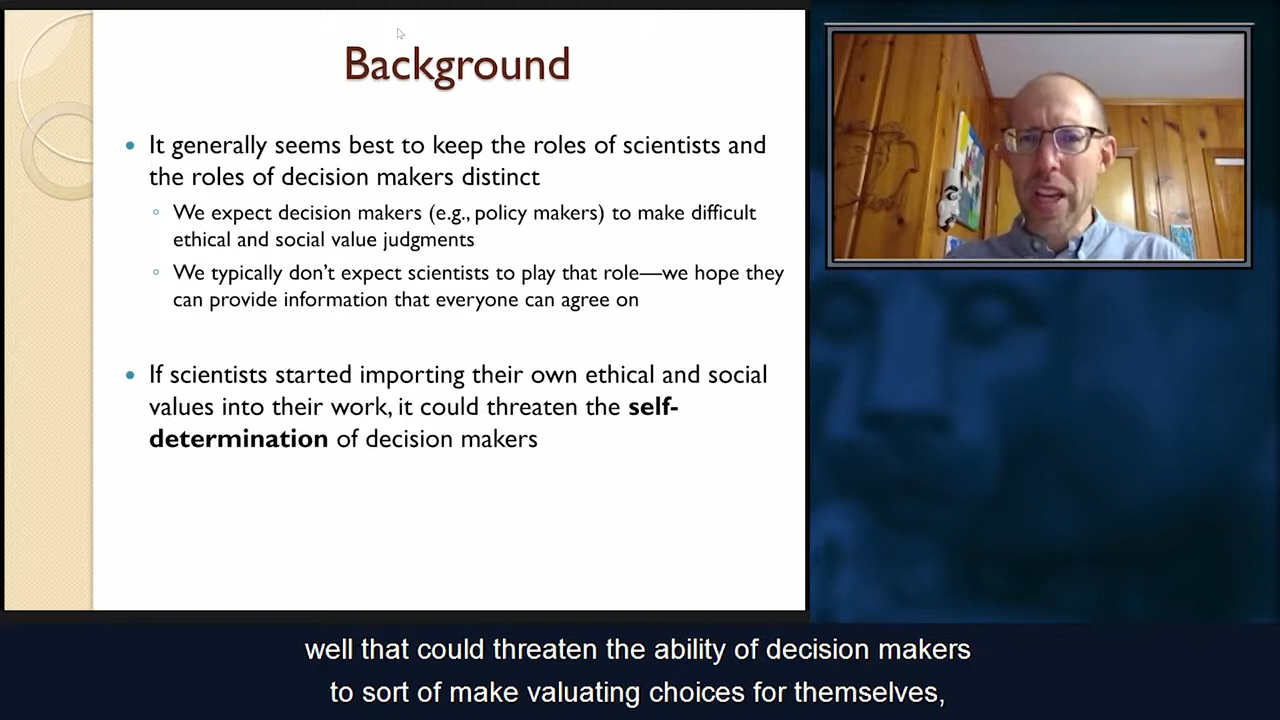 Background
• It generally seems best to keep the roles of scientists and
the roles of decision makers distinct
◦ We expect decision makers (e.g., policy makers) to make difficult
ethical and social value judgments
◦ We typically don’t expect scientists to play that role—we hope they
can provide information that everyone can agree on
• If scientists started importing their own ethical and social
values into their work, it could threaten the self-
determination of decision makers
well that could threaten the ability of decision makers
to sort of make valuating choices for themselves,